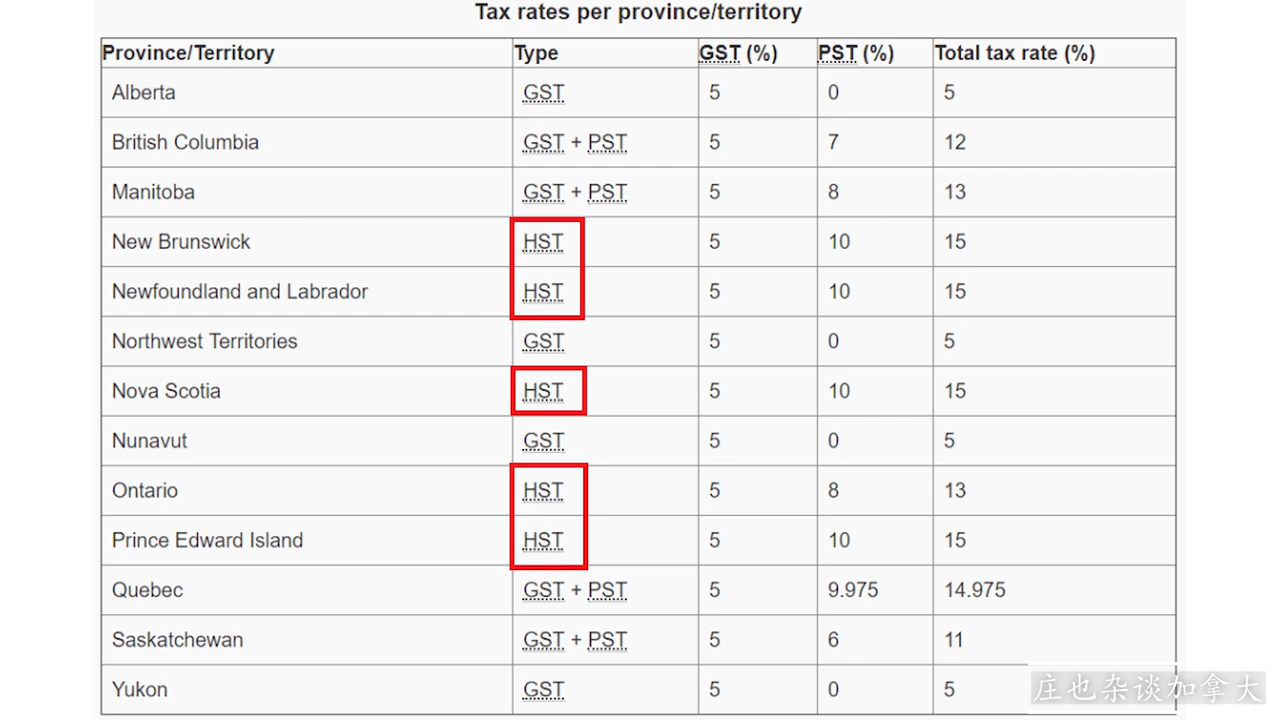 Tax rates per province/territory
Province/Territory Type GST (%) PST (%) Total tax rate (%)
Alberta GST 5 0 5
British Columbia GST + PST 5 7 12
Manitoba GST + PST 5 8 13
New Brunswick HST 5 10 15
Newfoundland and Labrador HST 5 10 15
Northwest Territories GST 5 0 5
Nova Scotia HST 5 10 15
Nunavut GST 5 0 5
Ontario HST 5 8 13
Prince Edward Island HST 5 10 15
Quebec GST + PST 5 9.975 14.975
Saskatchewan GST + PST 5 6 11
Yukon GST 5 0 5
庄也杂谈加拿大